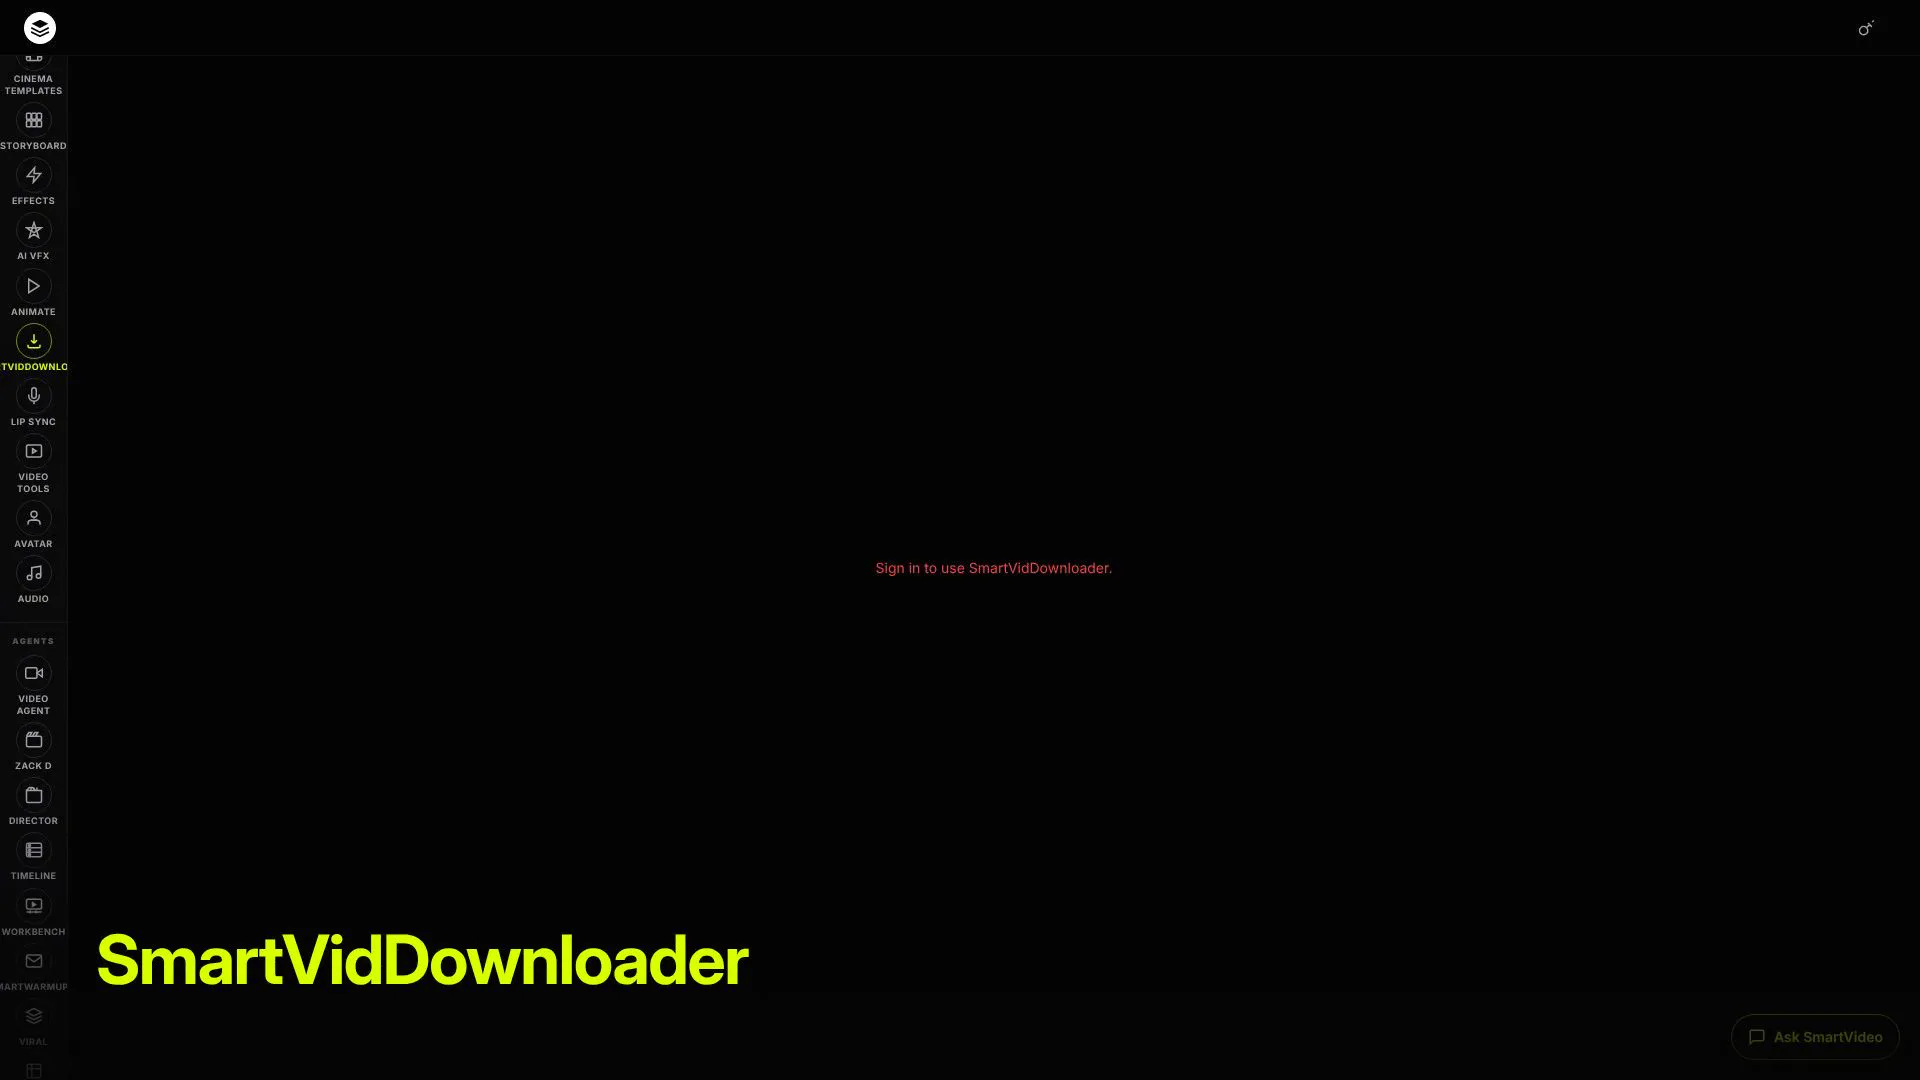 CINEMA
TEMPLATES
STORYBOARD
EFFECTS
AI VFX
ANIMATE
TVIDDOWNLO
LIP SYNC
VIDEO
TOOLS
AVATAR
AUDIO
AGENTS
VIDEO
AGENT
ZACK D
DIRECTOR
TIMELINE
WORKBENCH
MARTWARMUP
VIRAL
Sign in to use SmartVidDownloader.
SmartVidDownloader
Ask SmartVideo